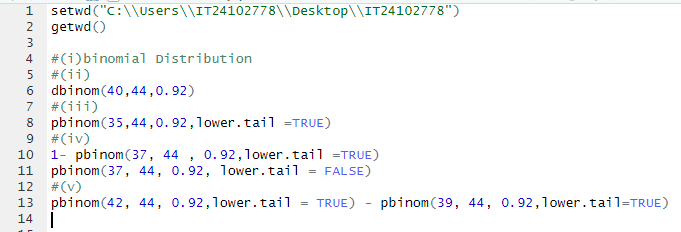 1 setwd("C:\\Users\\IT24102778\\Desktop\\IT24102778")
2 getwd()
3
4 #(i)binomial Distribution
5 #(ii)
6 dbinom(40,44,0.92)
7 #(iii)
8 pbinom(35,44,0.92,lower.tail =TRUE)
9 #(iv)
10 1- pbinom(37, 44 , 0.92,lower.tail =TRUE)
11 pbinom(37, 44, 0.92, lower.tail = FALSE)
12 #(v)
13 pbinom(42, 44, 0.92,lower.tail = TRUE) - pbinom(39, 44, 0.92,lower.tail=TRUE)
14